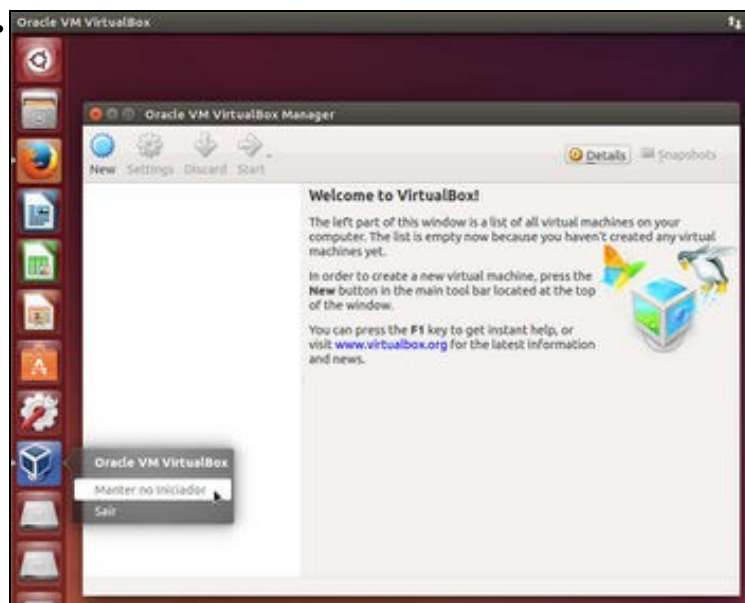 Oracle VM VirtualBox
Oracle VM VirtualBox Manager
New Settings Discard Start
Details Snapshots
Welcome to VirtualBox!
The left part of this window is a list of all virtual machines on your
computer. The list is empty now because you haven't created any virtual
machines yet.
In order to create a new virtual machine, press the
New button in the main tool bar located at the top
of the window.
You can press the F1 key to get instant help, or
visit www.virtualbox.org for the latest information
and news.
Oracle VM VirtualBox
Manter no Iniciador
Sair